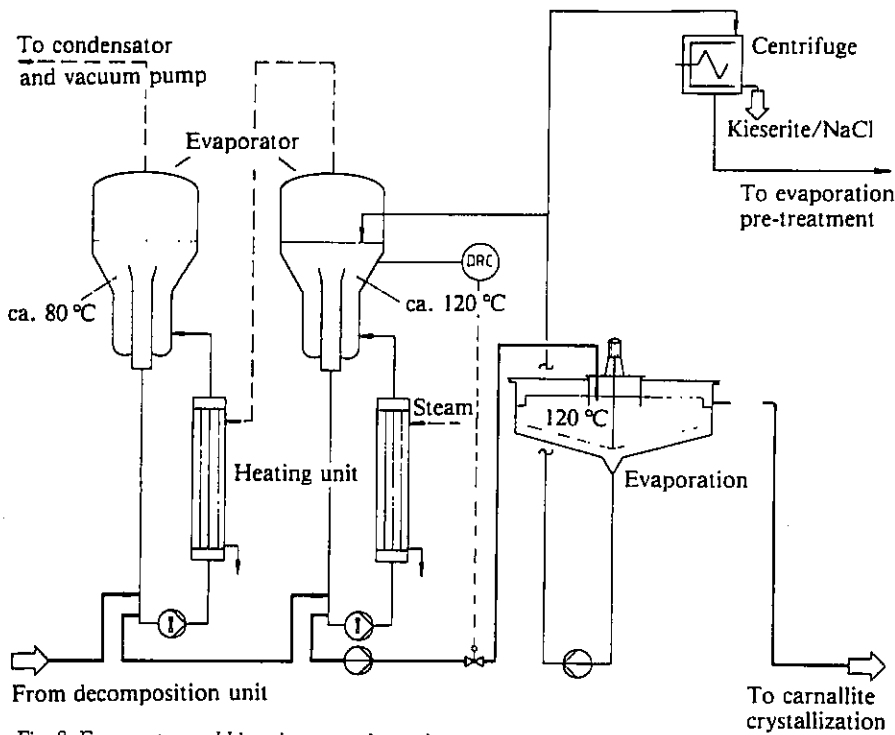 To condensator
and vacuum pump
Centrifuge
Kieserite/NaCl
Evaporator
To evaporation
pre-treatment
DRC
ca. 80 °C
ca. 120 °C
Steam
120 °C
Heating unit
Evaporation
From decomposition unit
To carnallite
crystallization